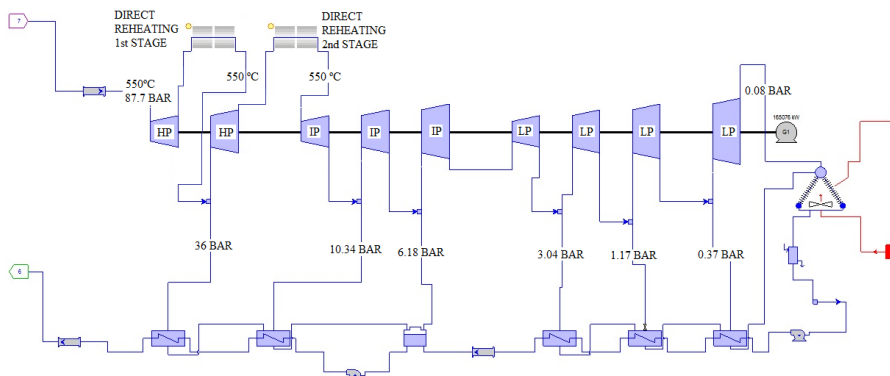 7
DIRECT
REHEATING
1st STAGE
DIRECT
REHEATING
2nd STAGE
550ºC
87.7 BAR
550 ºC
550 ºC
0.08 BAR
HP
HP
IP
IP
IP
LP
LP
LP
LP
165076 kW
G1
36 BAR
10.34 BAR
6.18 BAR
3.04 BAR
1.17 BAR
0.37 BAR
6